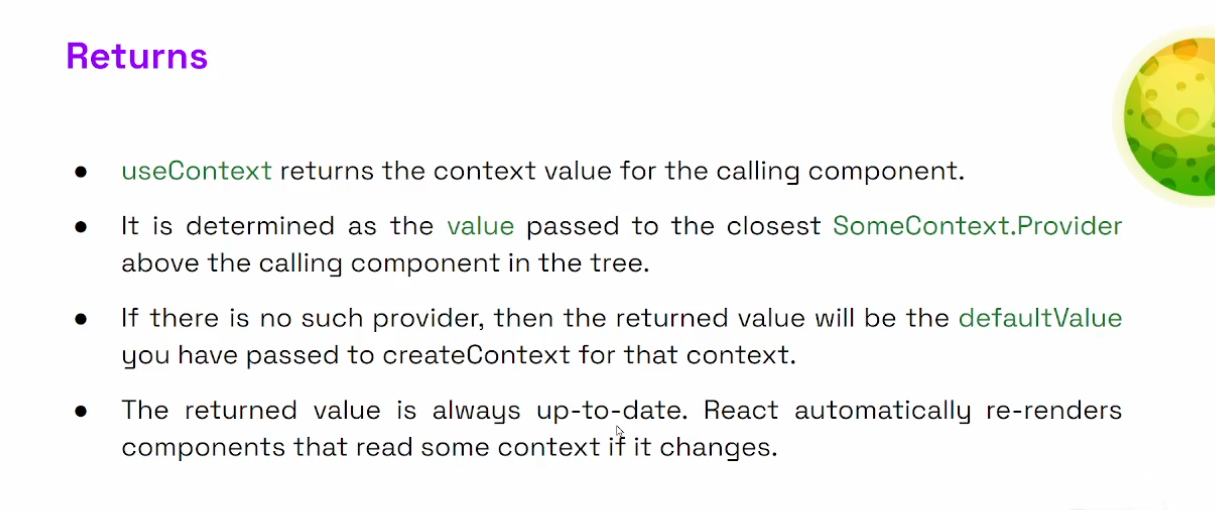 Returns
● useContext returns the context value for the calling component.
● It is determined as the value passed to the closest SomeContext.Provider
above the calling component in the tree.
● If there is no such provider, then the returned value will be the defaultValue
you have passed to createContext for that context.
● The returned value is always up-to-date. React automatically re-renders
components that read some context if it changes.